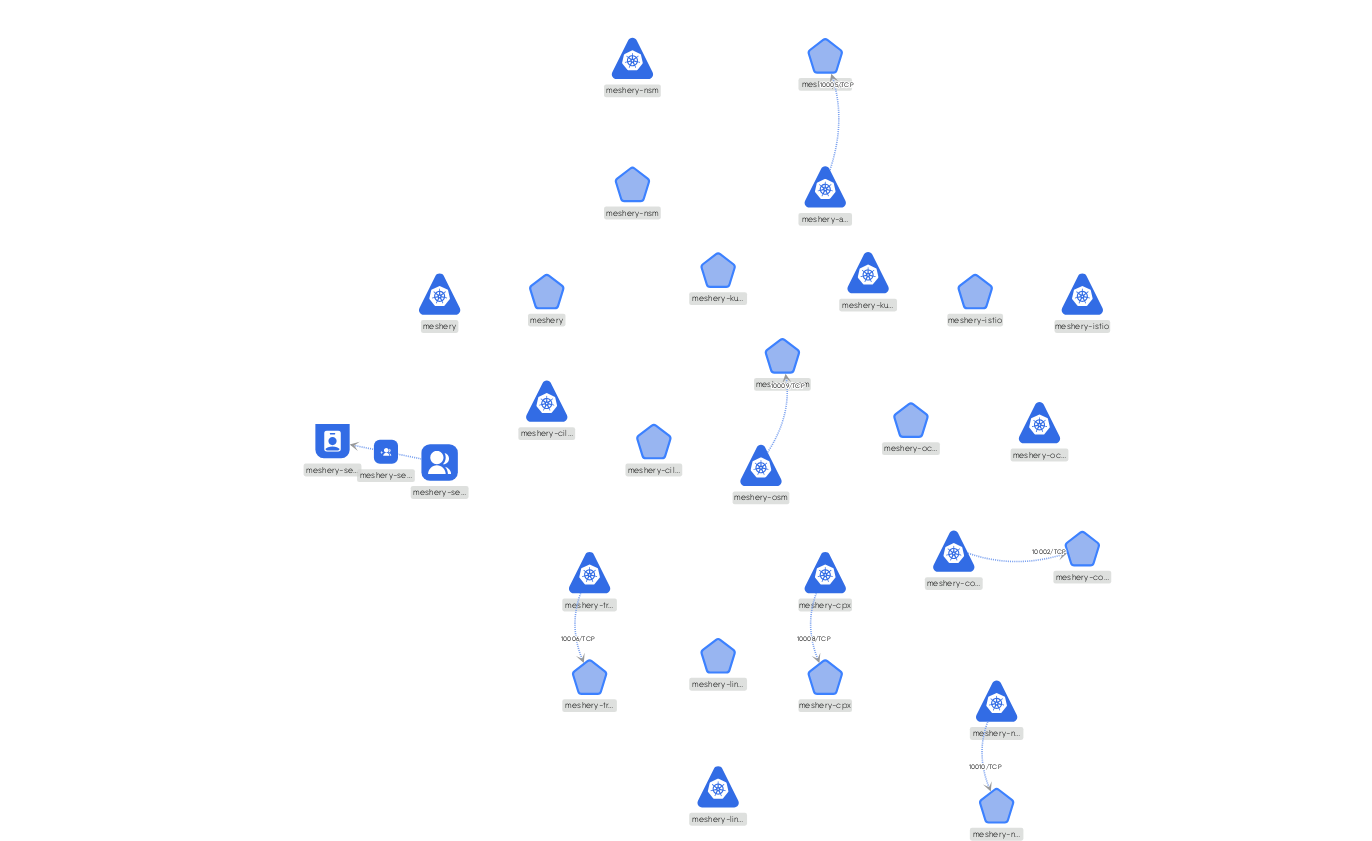 meshery-nsm
10005/TCP
meshery-nsm
meshery-a...
meshery-ku...
meshery-ku...
meshery
meshery
meshery-istio
meshery-istio
10009/TCP
meshery-cil...
meshery-oc...
meshery-oc...
meshery-se...
meshery-se...
meshery-se...
meshery-cil...
meshery-osm
10002/TCP
meshery-co...
meshery-co...
meshery-tr...
meshery-cpx
10006/TCP
10008/TCP
meshery-lin...
meshery-tr...
meshery-cpx
meshery-n...
10010/TCP
meshery-lin...
meshery-n...